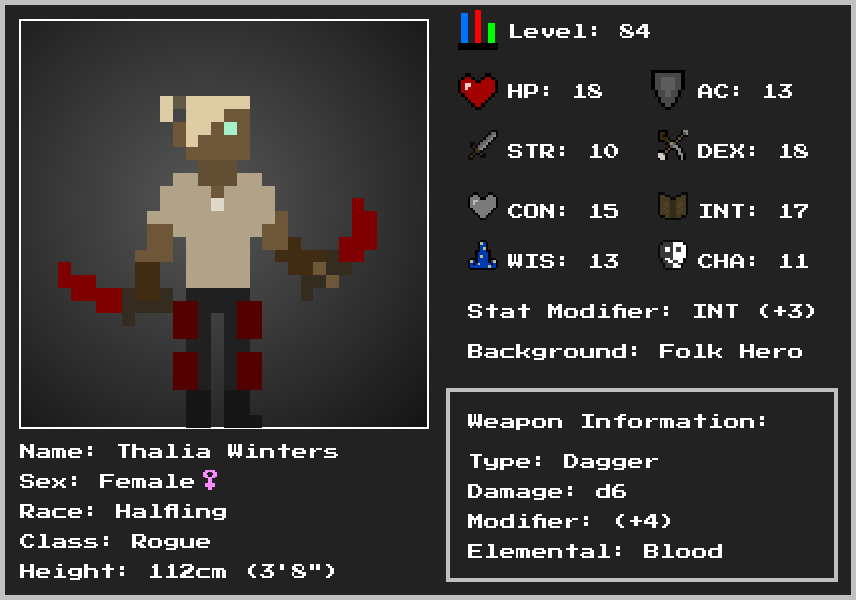 Level: 84
HP: 18 AC: 13
STR: 10 DEX: 18
CON: 15 INT: 17
WIS: 13 CHA: 11
Stat Modifier: INT (+3)
Background: Folk Hero
Weapon Information:
Type: Dagger
Damage: d6
Modifier: (+4)
Elemental: Blood
Name: Thalia Winters
Sex: Female♀
Race: Halfling
Class: Rogue
Height: 112cm (3'8")